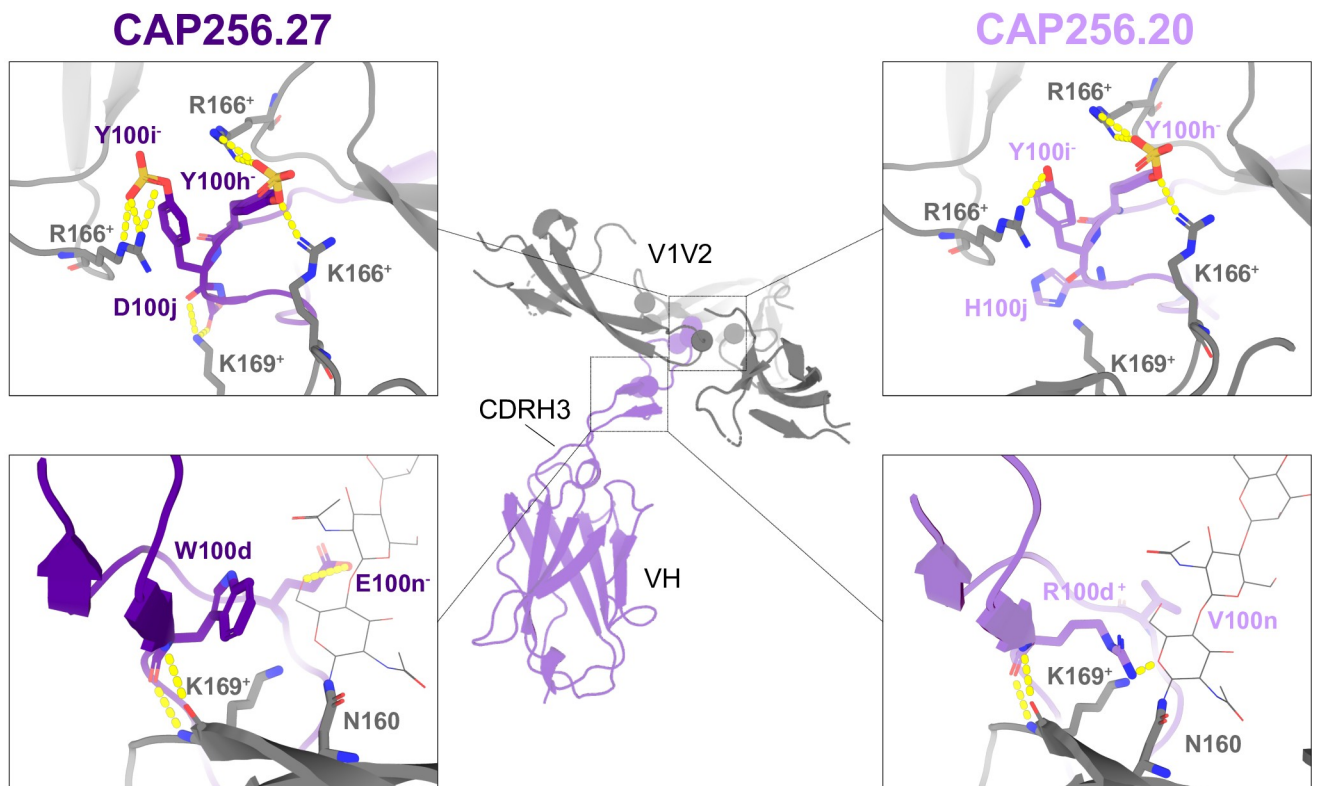 CAP256.27
CAP256.20
R166⁺
Y100i⁻
Y100h⁻
R166⁺
D100j
K166⁺
K169⁺
R166⁺
Y100h⁻
Y100i⁻
R166⁺
K166⁺
H100j
K169⁺
V1V2
CDRH3
VH
W100d
E100n⁻
K169⁺
N160
R100d⁺
V100n
K169⁺
N160